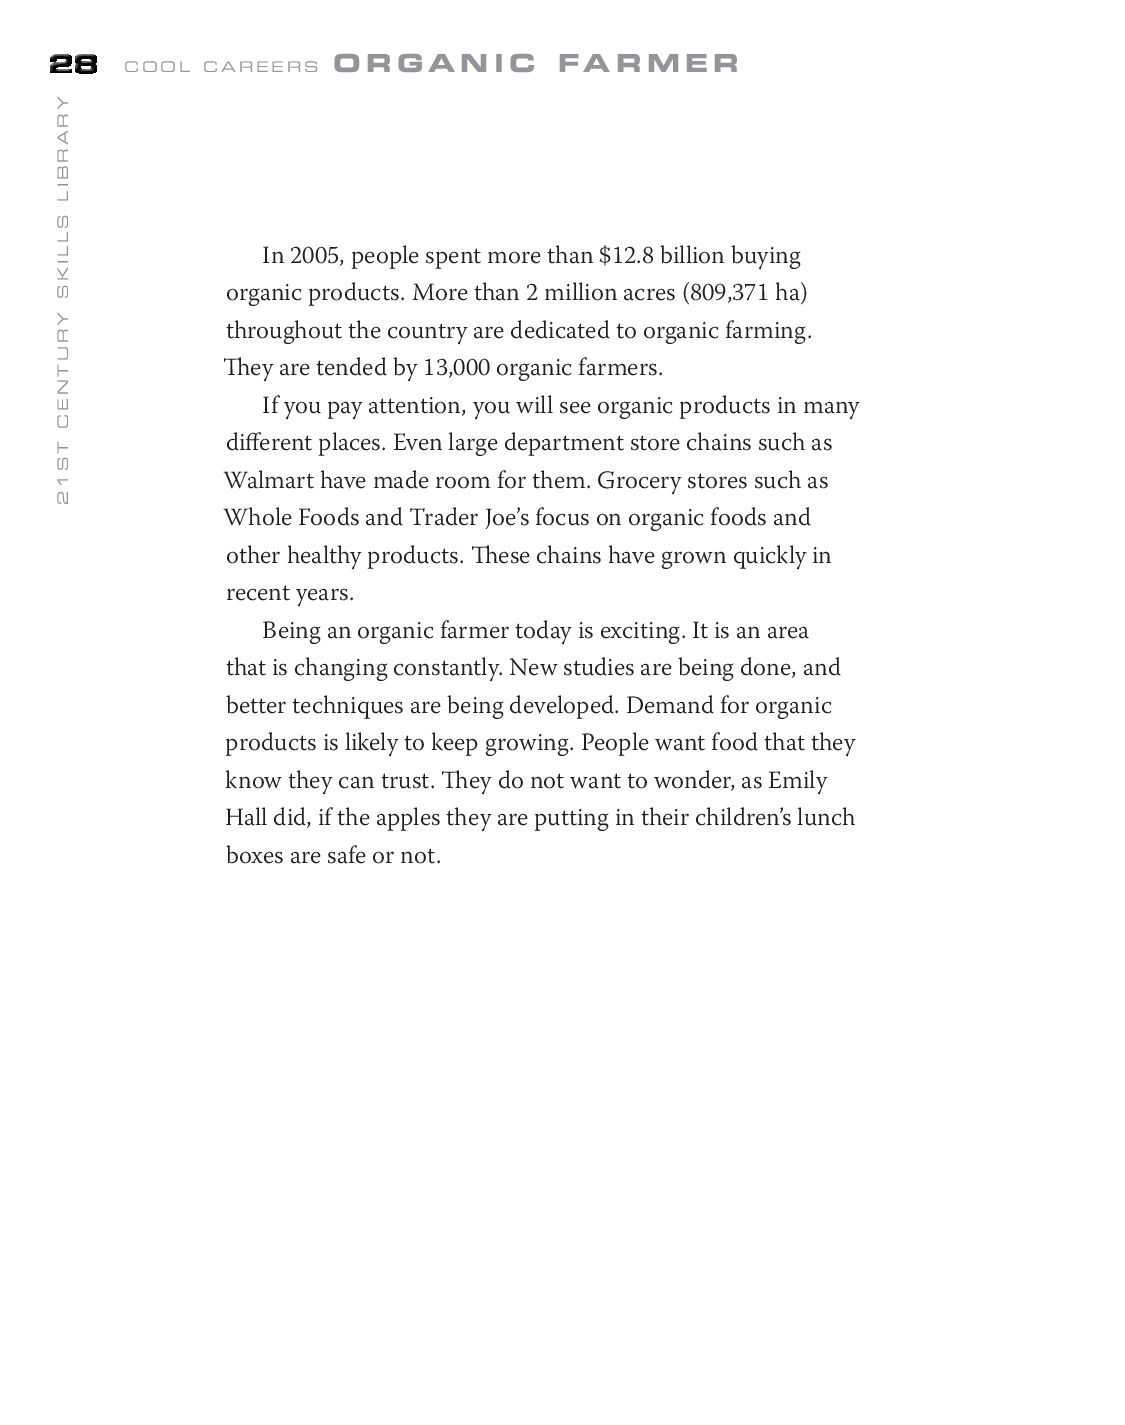 28 COOL CAREERS ORGANIC FARMER
21ST CENTURY SKILLS LIBRARY
In 2005, people spent more than $12.8 billion buying
organic products. More than 2 million acres (809,371 ha)
throughout the country are dedicated to organic farming.
They are tended by 13,000 organic farmers.
If you pay attention, you will see organic products in many
different places. Even large department store chains such as
Walmart have made room for them. Grocery stores such as
Whole Foods and Trader Joe’s focus on organic foods and
other healthy products. These chains have grown quickly in
recent years.
Being an organic farmer today is exciting. It is an area
that is changing constantly. New studies are being done, and
better techniques are being developed. Demand for organic
products is likely to keep growing. People want food that they
know they can trust. They do not want to wonder, as Emily
Hall did, if the apples they are putting in their children’s lunch
boxes are safe or not.